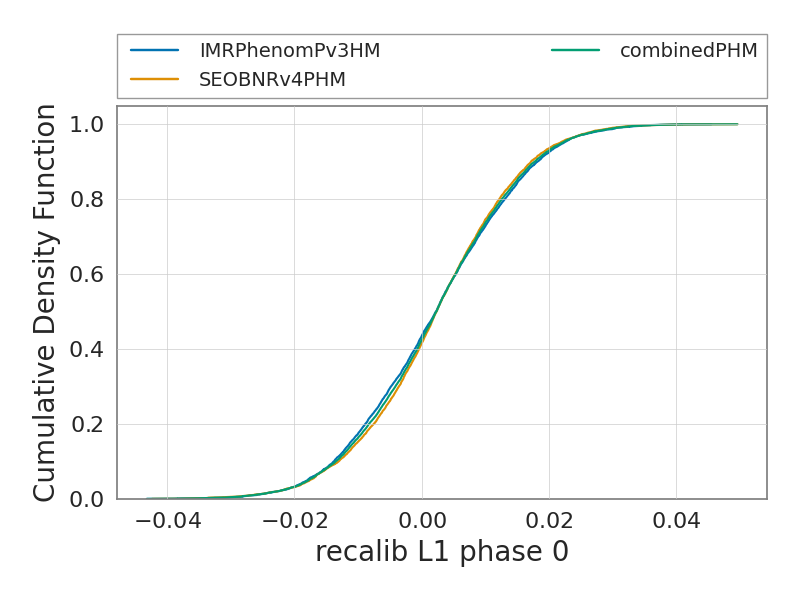 IMRPhenomPv3HM
SEOBNRv4PHM
combinedPHM
Cumulative Density Function
1.0
0.8
0.6
0.4
0.2
0.0
−0.04 −0.02 0.00 0.02 0.04
recalib L1 phase 0